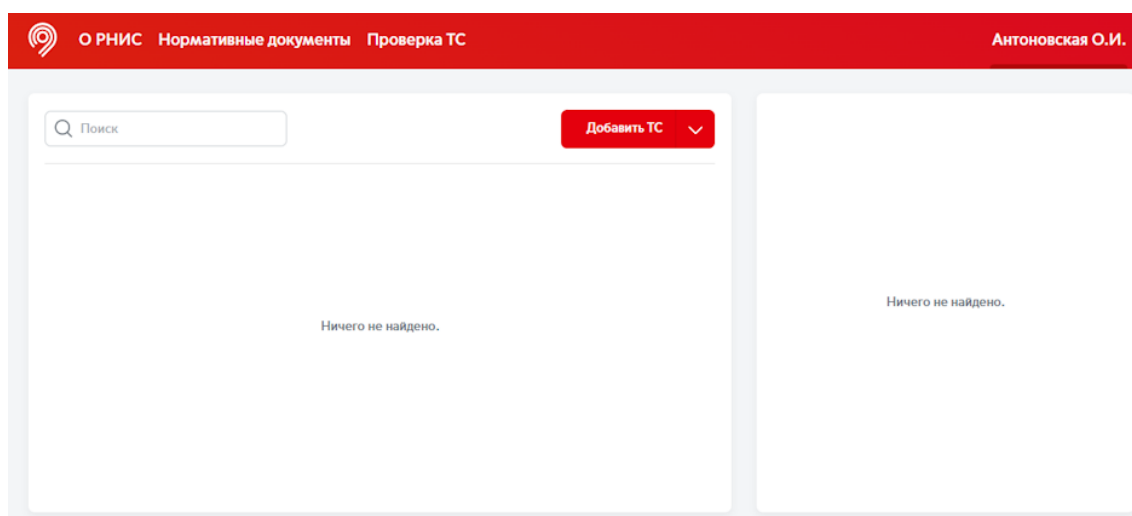 О РНИС Нормативные документы Проверка ТС Антоновская О.И.
Поиск Добавить ТС
Ничего не найдено.
Ничего не найдено.